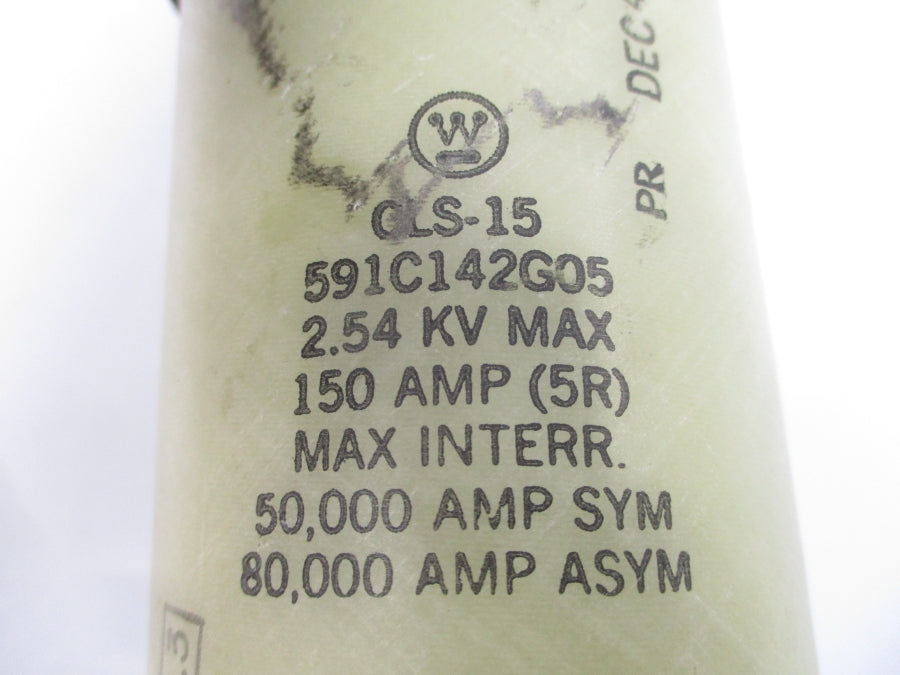 W
CLS-15
591C142G05
2.54 KV MAX
150 AMP (5R)
MAX INTERR.
50,000 AMP SYM
80,000 AMP ASYM
PR DEC